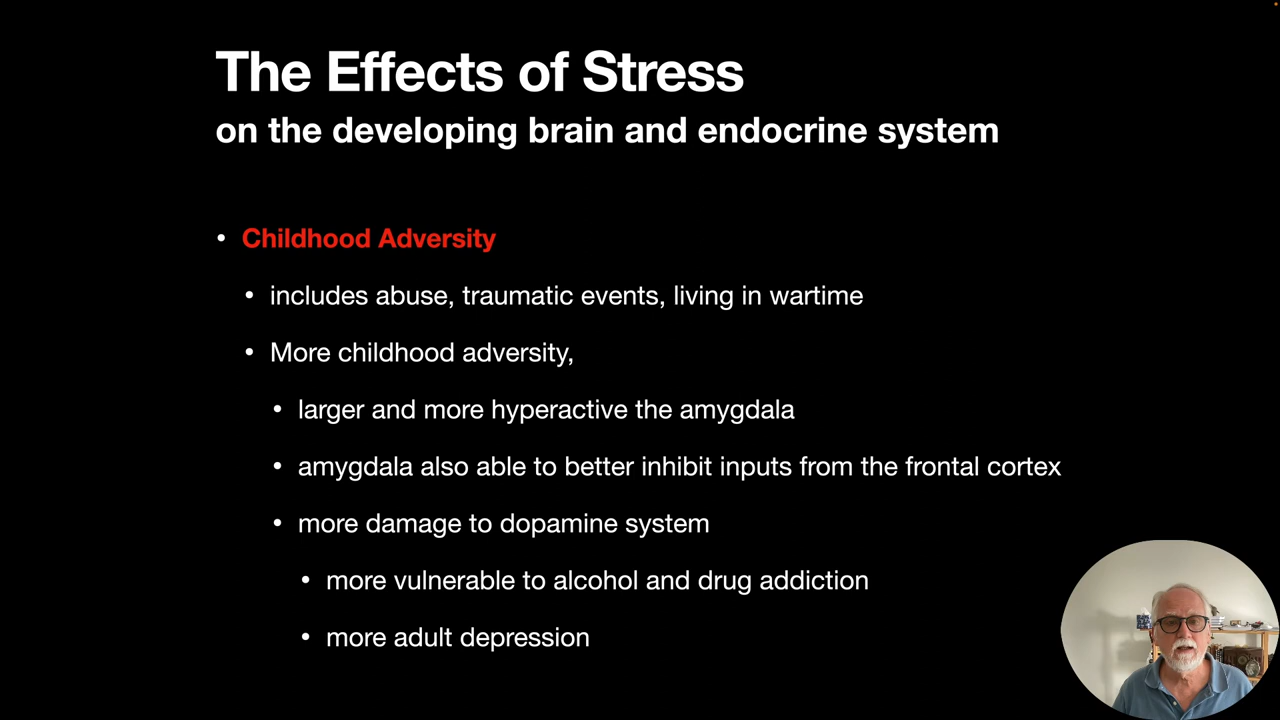 The Effects of Stress
on the developing brain and endocrine system
• Childhood Adversity
• includes abuse, traumatic events, living in wartime
• More childhood adversity,
• larger and more hyperactive the amygdala
• amygdala also able to better inhibit inputs from the frontal cortex
• more damage to dopamine system
• more vulnerable to alcohol and drug addiction
• more adult depression